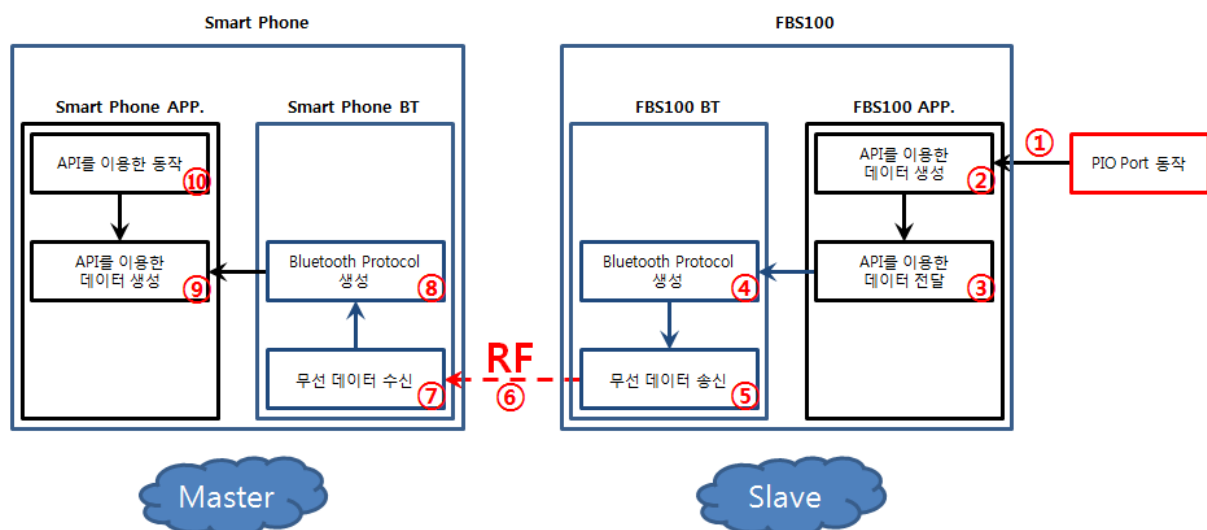 Smart Phone
FBS100
Smart Phone APP.
Smart Phone BT
FBS100 BT
FBS100 APP.
API를 이용한 동작
⑩
API를 이용한
데이터 생성
②
①
PIO Port 동작
API를 이용한
데이터 생성
⑨
Bluetooth Protocol
생성
⑧
Bluetooth Protocol
생성
④
API를 이용한
데이터 전달
③
무선 데이터 수신
⑦
RF
⑥
무선 데이터 송신
⑤
Master
Slave